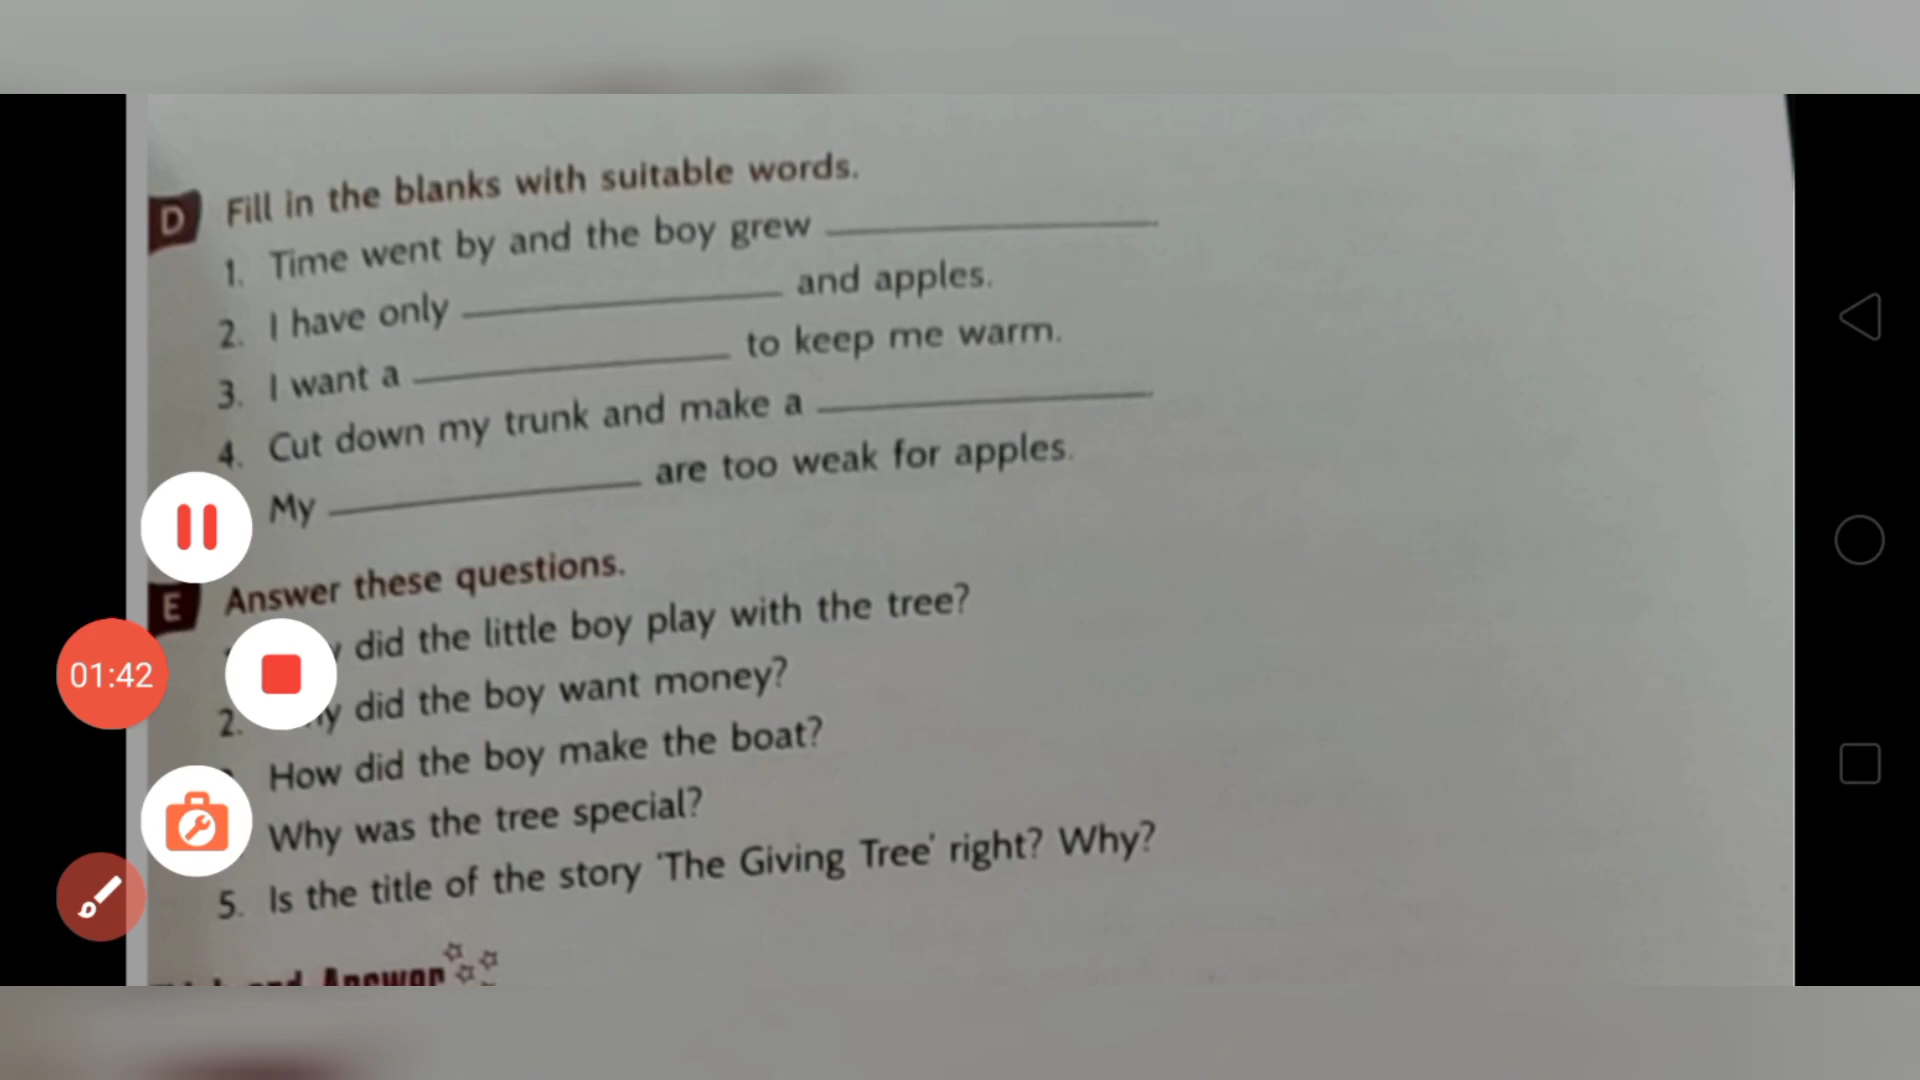 D Fill in the blanks with suitable words.
1. Time went by and the boy grew
2. I have only and apples.
3. I want a to keep me warm.
4. Cut down my trunk and make a
My are too weak for apples.
E Answer these questions.
did the little boy play with the tree?
2. did the boy want money?
How did the boy make the boat?
Why was the tree special?
5. Is the title of the story 'The Giving Tree' right? Why?
and Answer
01:42